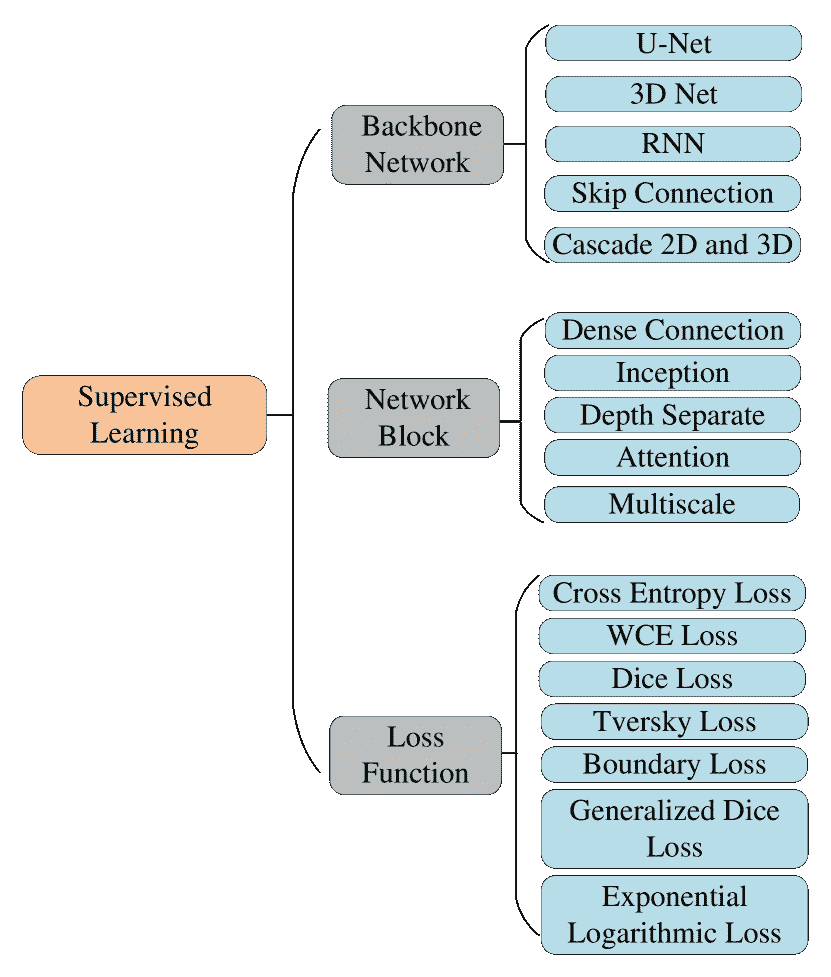 Supervised
Learning
Backbone
Network
U-Net
3D Net
RNN
Skip Connection
Cascade 2D and 3D
Network
Block
Dense Connection
Inception
Depth Separate
Attention
Multiscale
Loss
Function
Cross Entropy Loss
WCE Loss
Dice Loss
Tversky Loss
Boundary Loss
Generalized Dice
Loss
Exponential
Logarithmic Loss